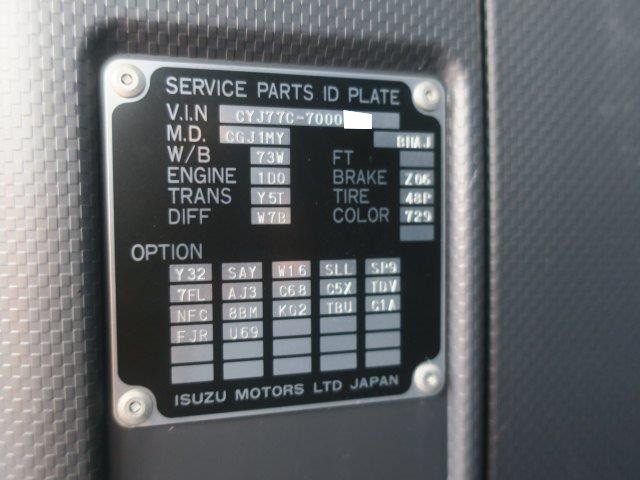 SERVICE PARTS ID PLATE
V.I.N CYJ77C-7000
M.D. CGJ1MY BHAJ
W/B 73W FT
ENGINE 1D0 BRAKE Z06
TRANS Y5T TIRE 48P
DIFF W7B COLOR 729
OPTION
Y32 SAY W16 SLL SP9
7FL AJ3 C68 C5X TDV
NFC 8BM KG2 TBU C1A
FJR U69
ISUZU MOTORS LTD JAPAN